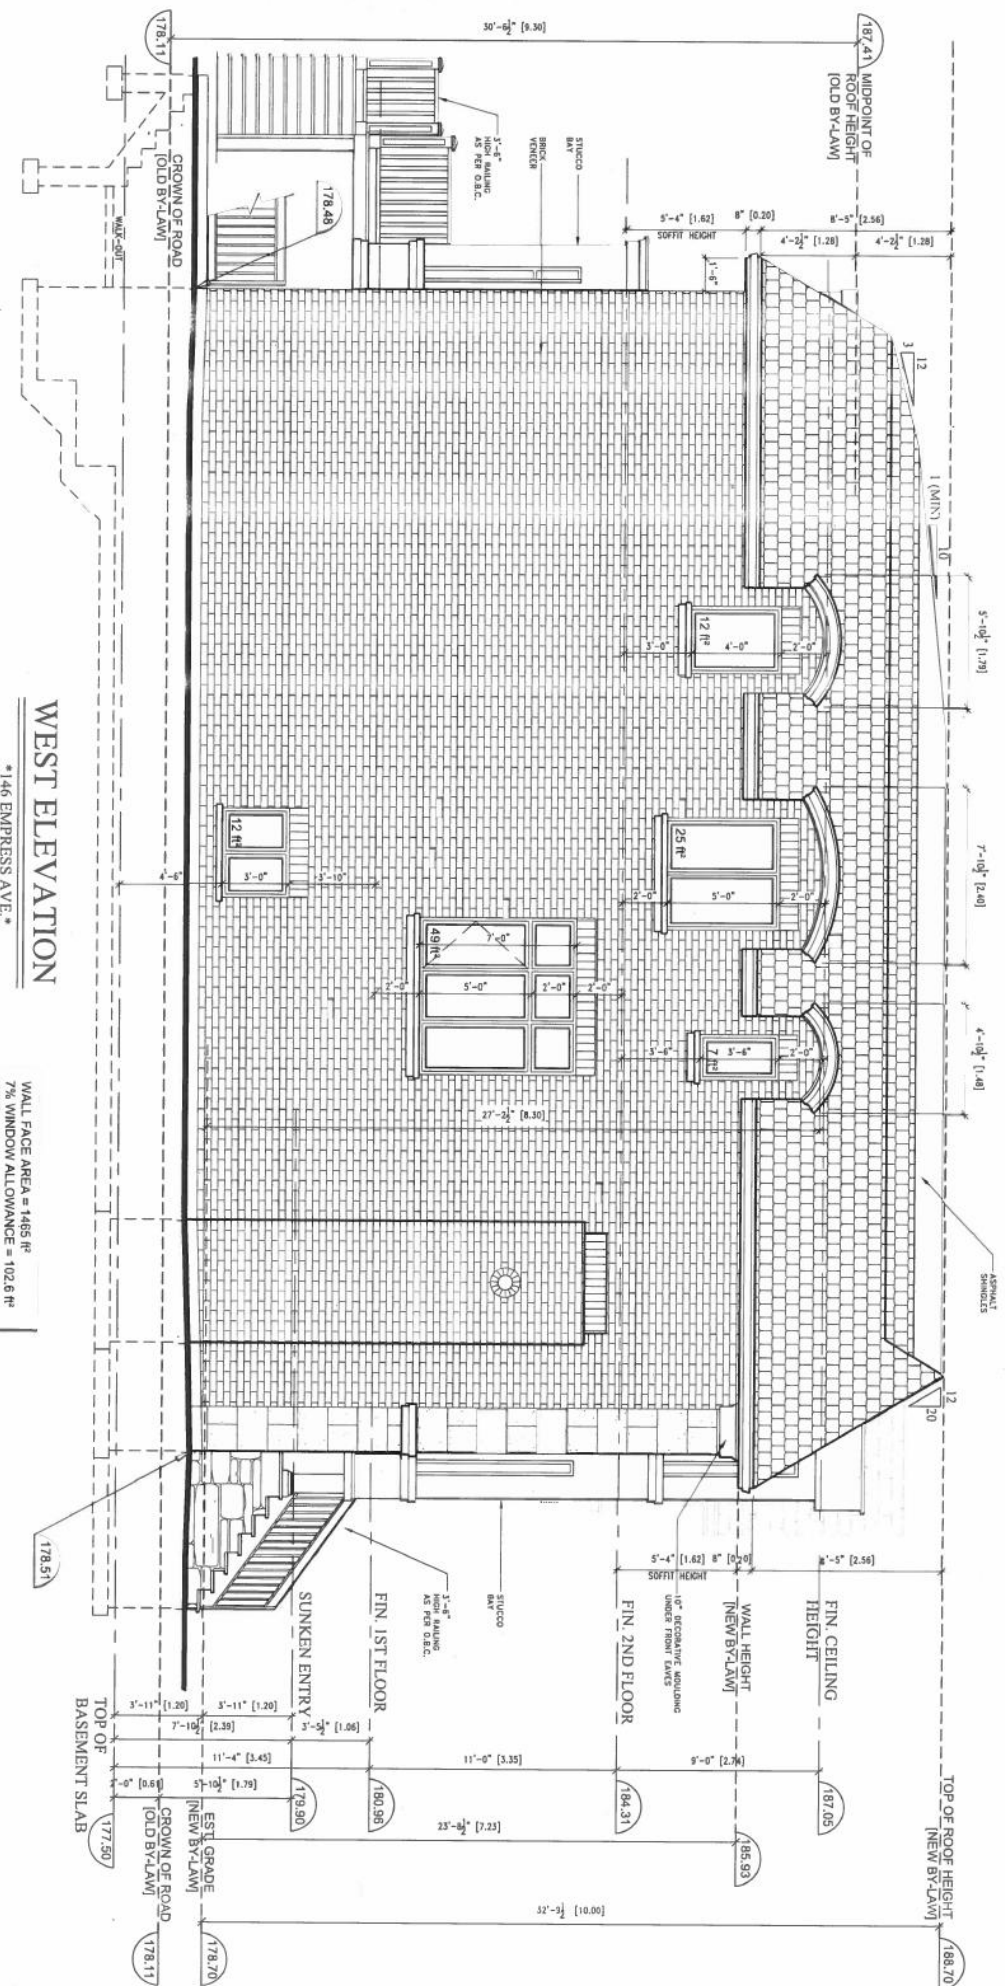 188.70
TOP OF ROOF HEIGHT
[NEW BY-LAW]
187.41
MIDPOINT OF
ROOF HEIGHT
[OLD BY-LAW]
30'-6½" [9.30]
178.11
CROWN OF ROAD
[OLD BY-LAW]
8'-5" [2.56]
4'-2½" [1.28]
4'-2½" [1.28]
8" [0.20]
5'-4" [1.62]
SOFFIT HEIGHT
1'-6"
STUCCO
BAY
BRICK
VENEER
3'-6"
HIGH RAILING
AS PER O.B.C.
178.48
WALK-OUT
12
3
1 (MIN)
10
5'-10½" [1.79]
7'-10½" [2.40]
4'-10½" [1.48]
ASPHALT
SHINGLES
12
20
12 ft²
3'-0"
4'-0"
2'-0"
25 ft²
2'-0"
5'-0"
2'-0"
7 ft²
3'-6"
3'-6"
2'-0"
49 ft²
7'-0"
2'-0"
5'-0"
2'-0"
2'-0"
12 ft²
4'-6"
3'-0"
3'-10"
27'-2½" [8.30]
8'-5" [2.56]
5'-4" [1.62]
8" [0.20]
SOFFIT HEIGHT
10" DECORATIVE MOULDING
UNDER FRONT EAVES
STUCCO
BAY
3'-6"
HIGH RAILING
AS PER O.B.C.
178.51
FIN. CEILING
HEIGHT
187.05
WALL HEIGHT
[NEW BY-LAW]
185.93
FIN. 2ND FLOOR
184.31
FIN. 1ST FLOOR
180.96
SUNKEN ENTRY
179.90
EST. GRADE
[NEW BY-LAW]
178.70
CROWN OF ROAD
[OLD BY-LAW]
178.11
TOP OF
BASEMENT SLAB
177.50
9'-0" [2.74]
11'-0" [3.35]
3'-5½" [1.06]
3'-11" [1.20]
3'-11" [1.20]
7'-10½" [2.39]
11'-4" [3.45]
5'-10½" [1.79]
2'-0" [0.61]
23'-8½" [7.23]
32'-9½ [10.00]
WEST ELEVATION
*146 EMPRESS AVE.*
WALL FACE AREA = 1465 ft²
7% WINDOW ALLOWANCE = 102.6 ft²